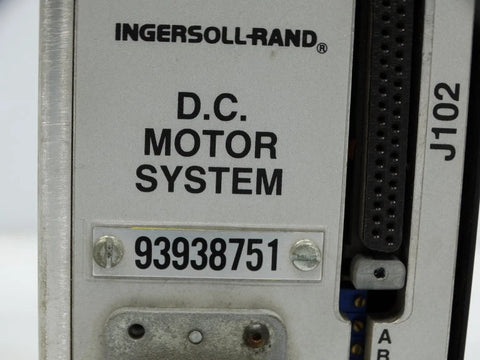 INGERSOLL-RAND®
D.C.
MOTOR
SYSTEM
93938751
J102
A
R